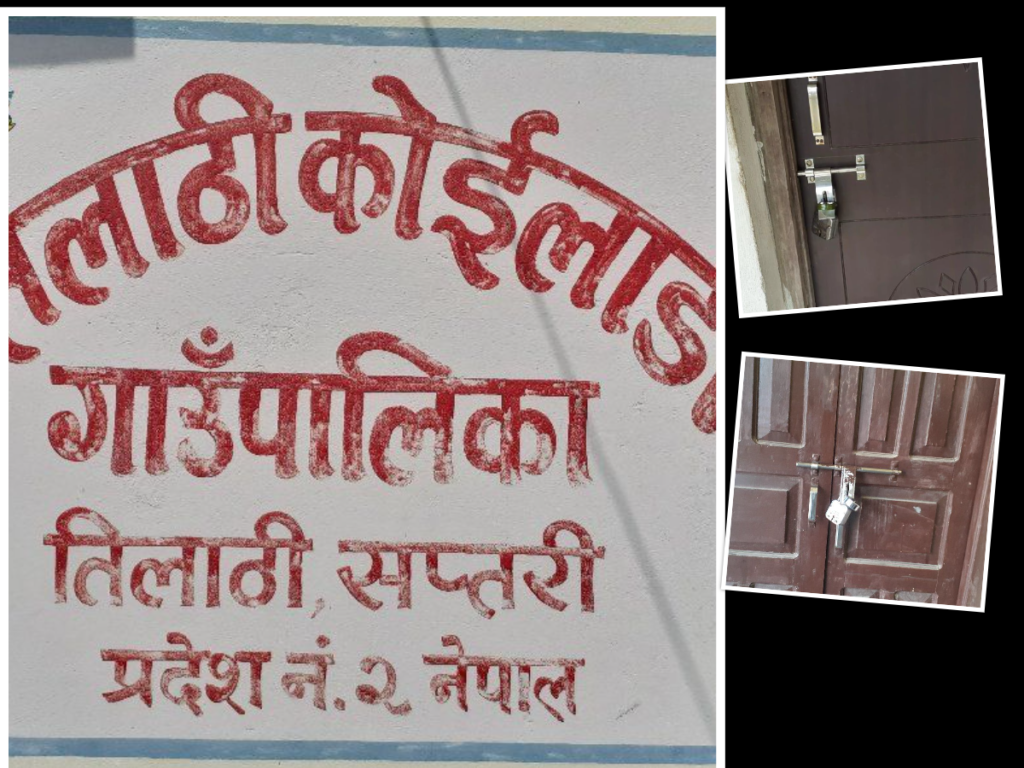 तिलाठी कोईलाडी
गाउँपालिका
तिलाठी, सप्तरी
प्रदेश नं. २ नेपाल